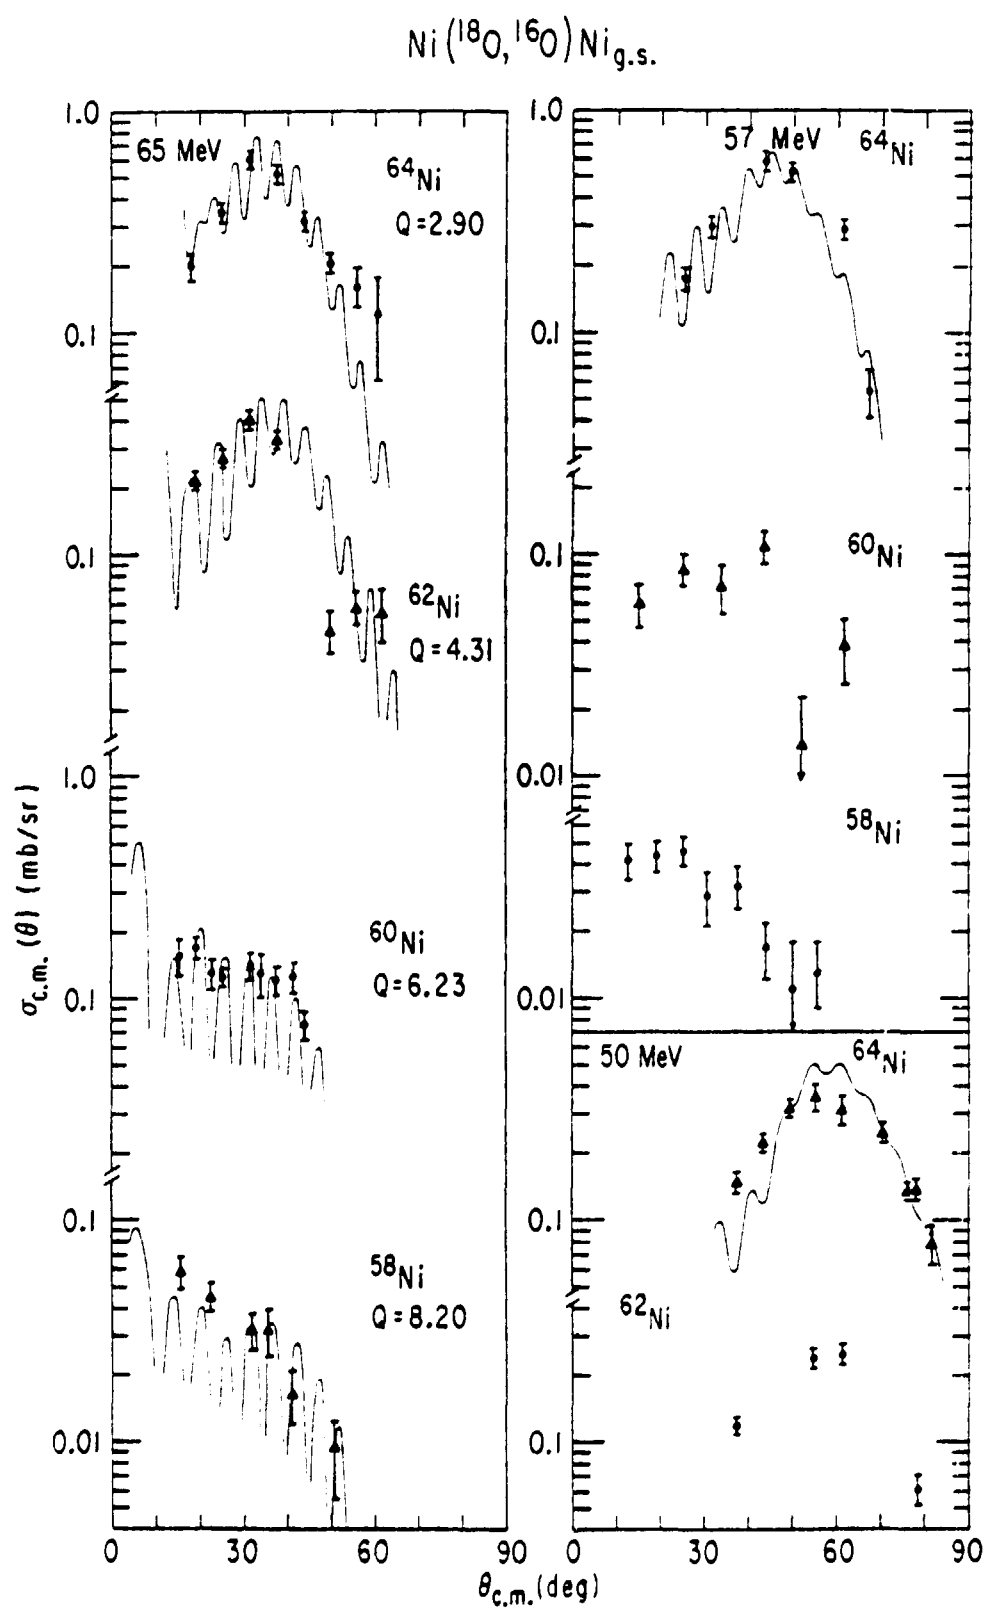 Ni(¹⁸O,¹⁶O)Ni g.s.
1.0
65 MeV
⁶⁴Ni
Q=2.90
0.1
0.1
⁶²Ni
Q=4.31
1.0
⁶⁰Ni
Q=6.23
0.1
0.1
⁵⁸Ni
Q=8.20
0.01
0 30 60 90
σc.m.(θ) (mb/sr)
1.0
57 MeV
⁶⁴Ni
0.1
0.1
⁶⁰Ni
0.01
⁵⁸Ni
0.01
50 MeV
⁶⁴Ni
0.1
⁶²Ni
0.1
0 30 60 90
θc.m.(deg)